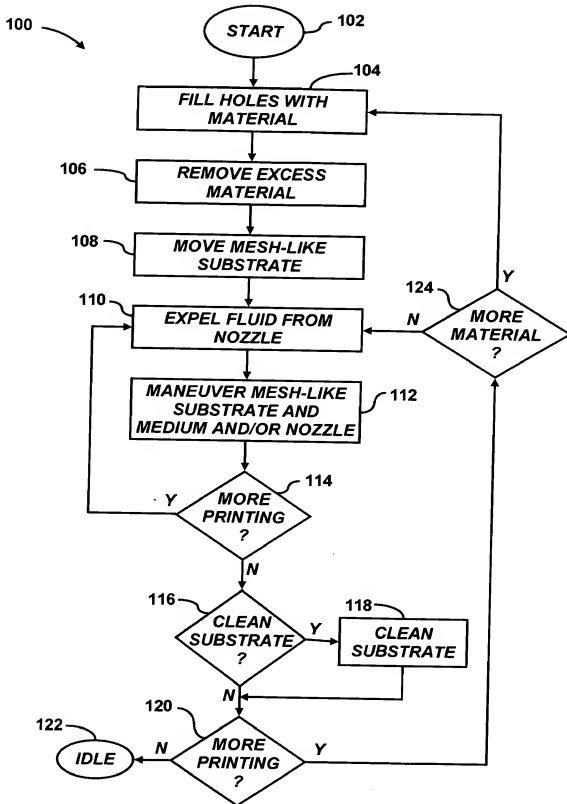 100
START
102
104
FILL HOLES WITH
MATERIAL
106
REMOVE EXCESS
MATERIAL
108
MOVE MESH-LIKE
SUBSTRATE
110
EXPEL FLUID FROM
NOZZLE
N
124
Y
MORE
MATERIAL
?
MANEUVER MESH-LIKE
SUBSTRATE AND
MEDIUM AND/OR NOZZLE
112
114
Y
MORE
PRINTING
?
N
116
CLEAN
SUBSTRATE
?
Y
118
CLEAN
SUBSTRATE
N
120
MORE
PRINTING
?
Y
N
122
IDLE